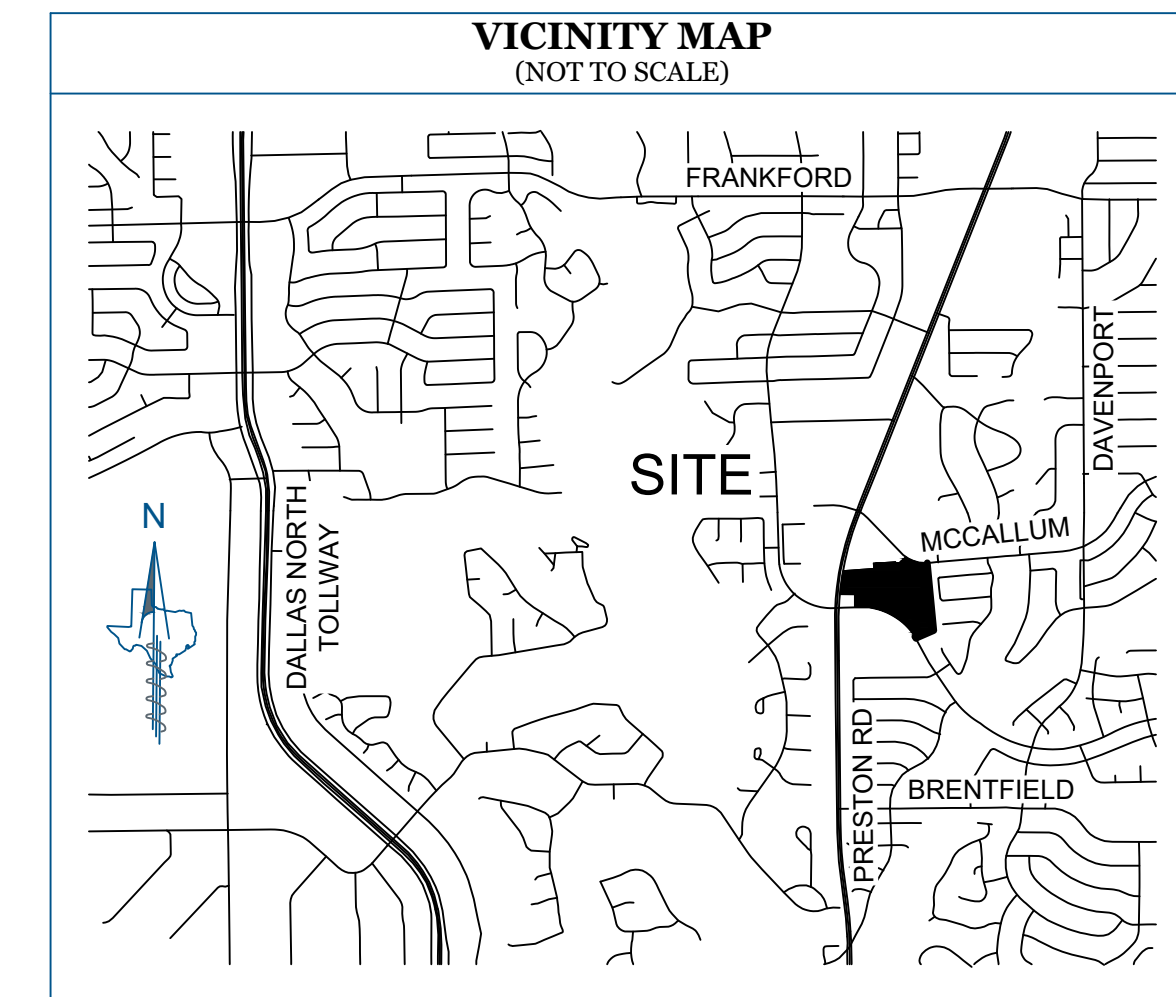 VICINITY MAP
(NOT TO SCALE)
FRANKFORD
DAVENPORT
SITE
MCCALLUM
N
DALLAS NORTH
TOLLWAY
PRESTON RD
BRENTFIELD